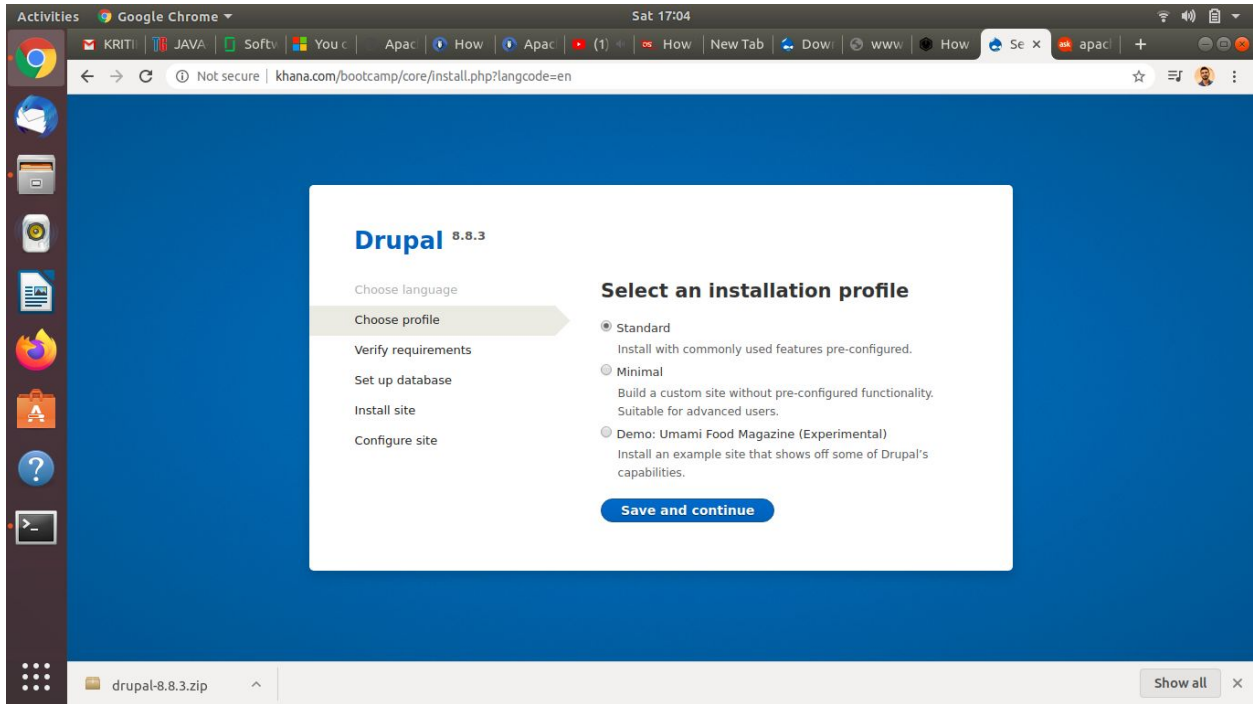 Activities Google Chrome Sat 17:04
KRITI JAVA Softw You c Apac How Apac (1) How New Tab Dow www How Se apac
Not secure | khana.com/bootcamp/core/install.php?langcode=en
Drupal 8.8.3
Choose language
Choose profile
Verify requirements
Set up database
Install site
Configure site
Select an installation profile
Standard
Install with commonly used features pre-configured.
Minimal
Build a custom site without pre-configured functionality.
Suitable for advanced users.
Demo: Umami Food Magazine (Experimental)
Install an example site that shows off some of Drupal's
capabilities.
Save and continue
drupal-8.8.3.zip Show all